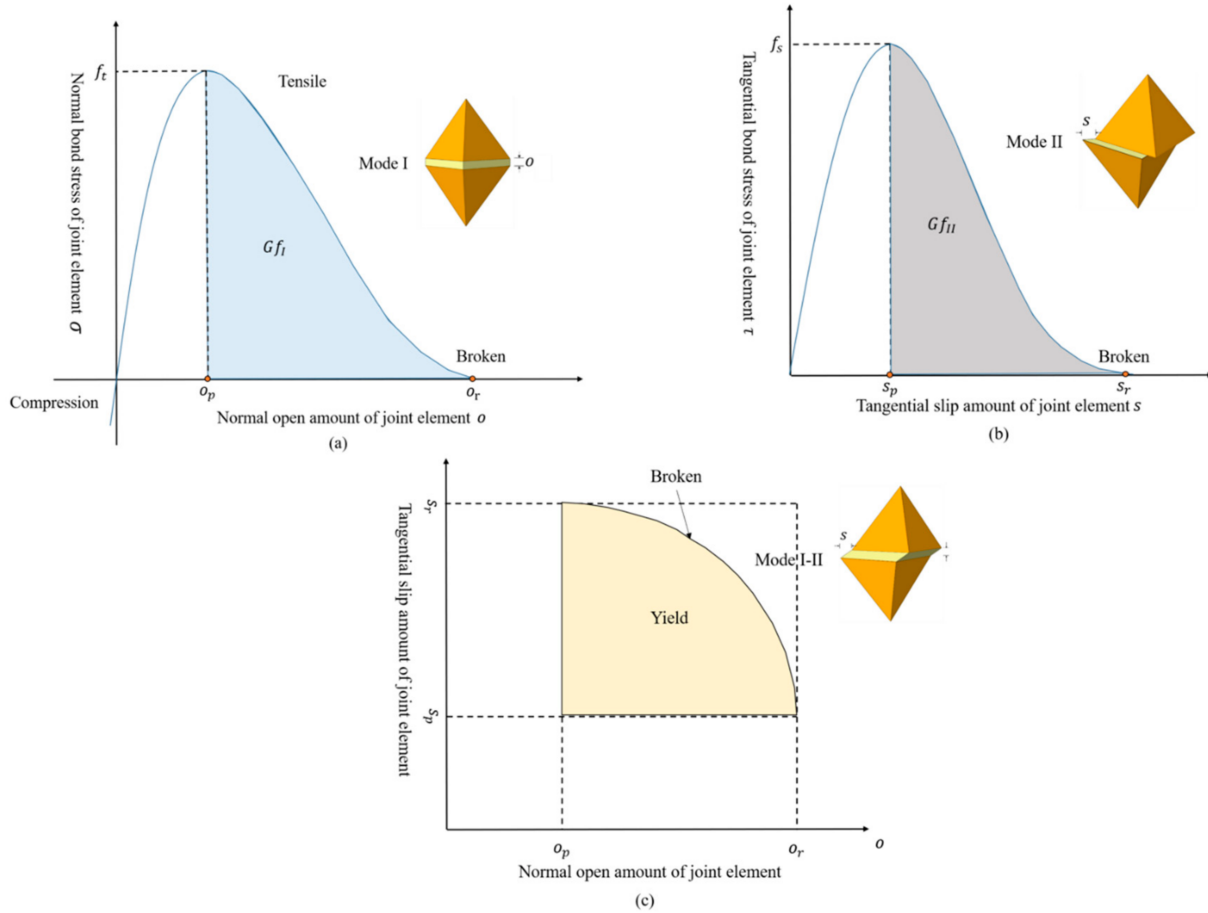 Normal bond stress of joint element σ
f_t
Tensile
Mode I
o
Gf_I
Broken
Compression
o_p
o_r
Normal open amount of joint element o
(a)
Tangential bond stress of joint element τ
f_s
s
Mode II
Gf_II
Broken
s_p
s_r
Tangential slip amount of joint element s
(b)
Tangential slip amount of joint element
s_r
s_p
Broken
Mode I-II
s
Yield
o_p
o_r
o
Normal open amount of joint element
(c)